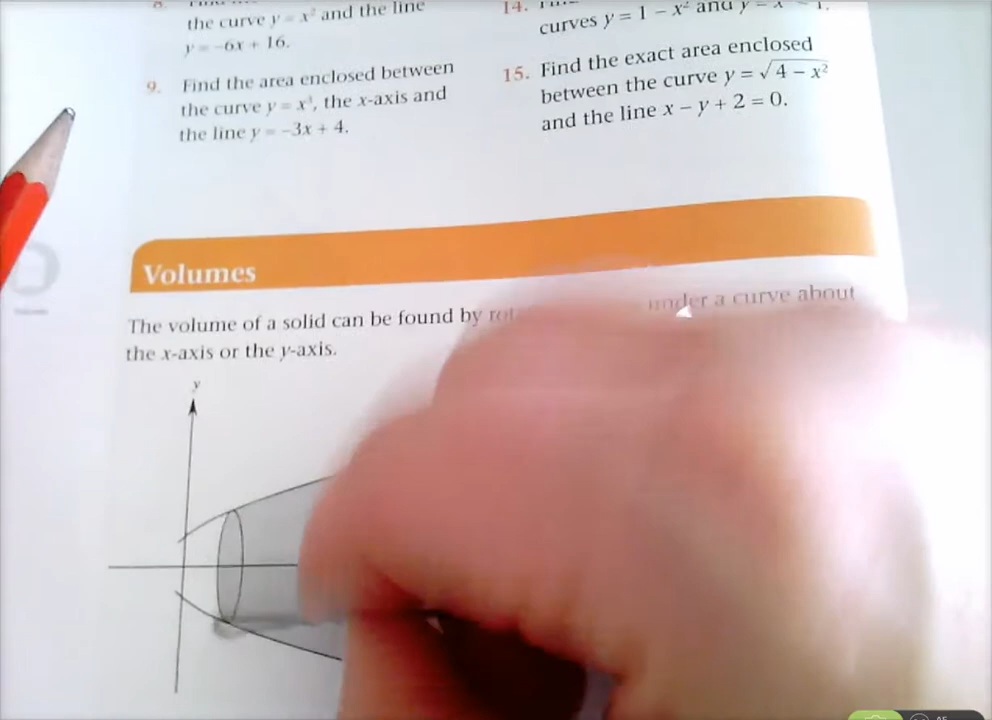 8.
the curve y = x² and the line
y = -6x + 16.
9. Find the area enclosed between
the curve y = x³, the x-axis and
the line y = -3x + 4.
14.
curves y = 1 - x² and y =
15. Find the exact area enclosed
between the curve y = √4 - x²
and the line x - y + 2 = 0.
Volumes
The volume of a solid can be found by under a curve about
the x-axis or the y-axis.
y